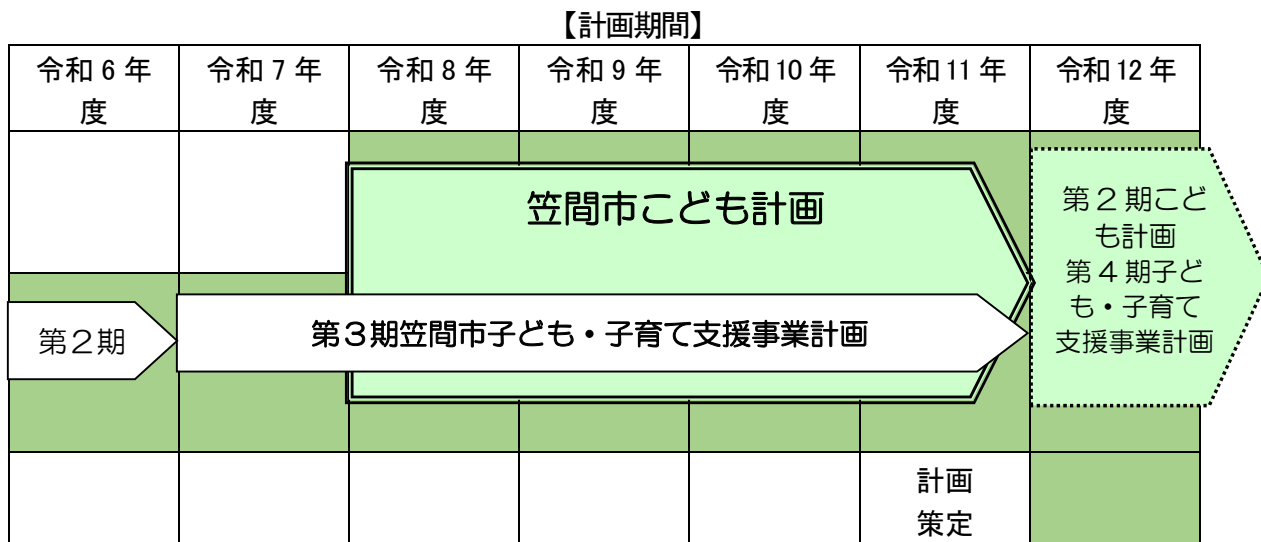 【計画期間】
令和6年度
令和7年度
令和8年度
令和9年度
令和10年度
令和11年度
令和12年度
笠間市こども計画
第2期こど
も計画
第4期子ど
も・子育て
支援事業計画
第2期
第3期笠間市子ども・子育て支援事業計画
計画
策定